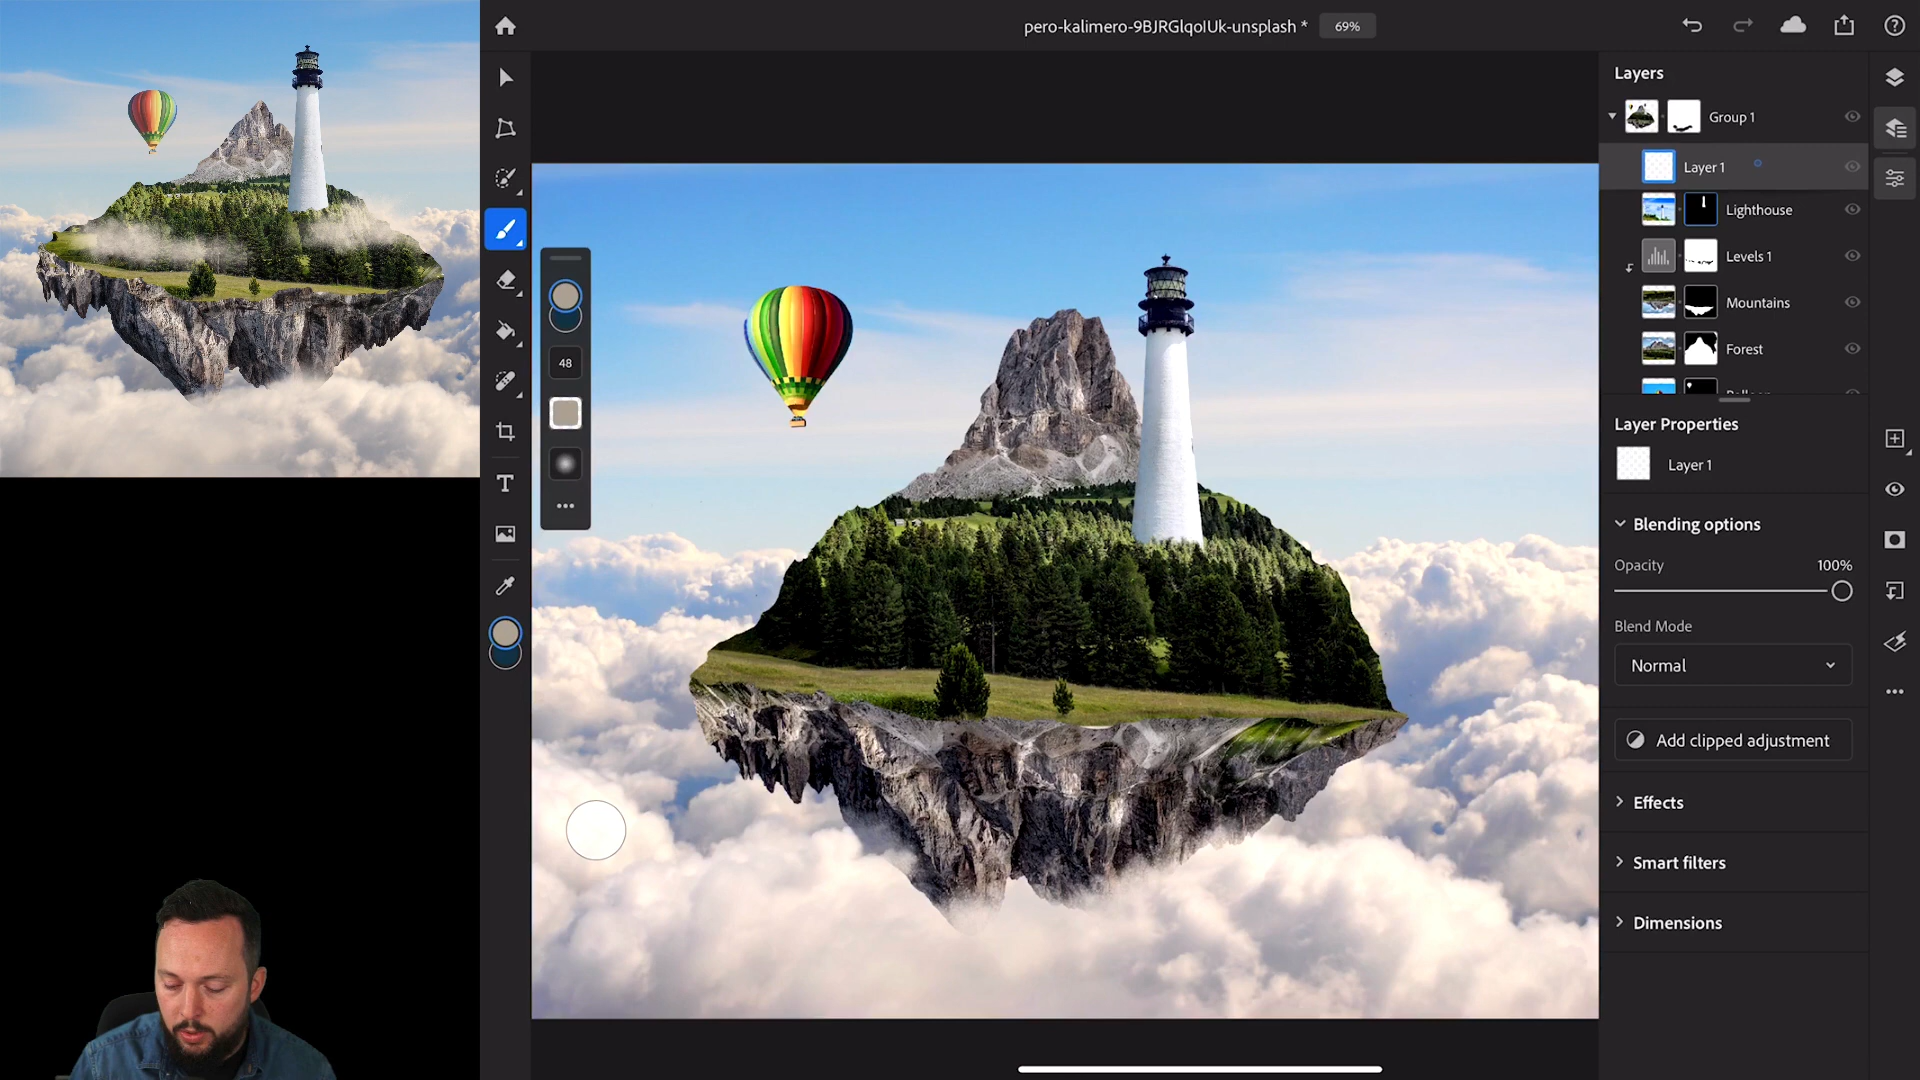 pero-kalimero-9BJRGlqoIUk-unsplash *
69%
Layers
Group 1
Layer 1
Lighthouse
Levels 1
Mountains
Forest
48
Layer Properties
Layer 1
Blending options
Opacity
100%
Blend Mode
Normal
Add clipped adjustment
Effects
Smart filters
Dimensions